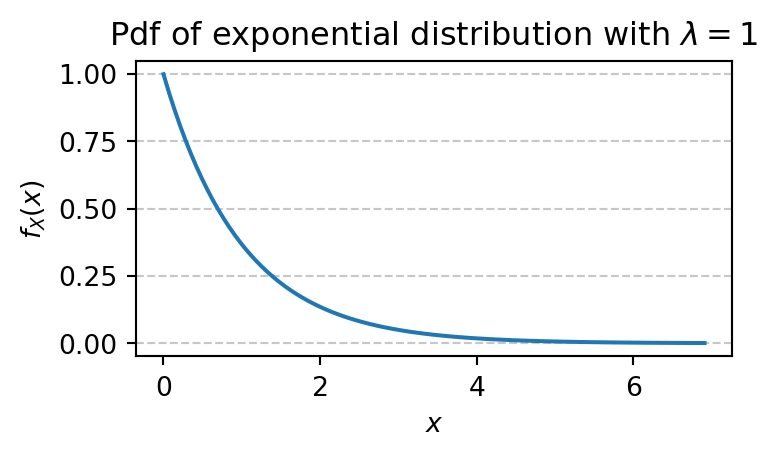 Pdf of exponential distribution with λ = 1
1.00
0.75
0.50
0.25
0.00
f_X(x)
0 2 4 6
x